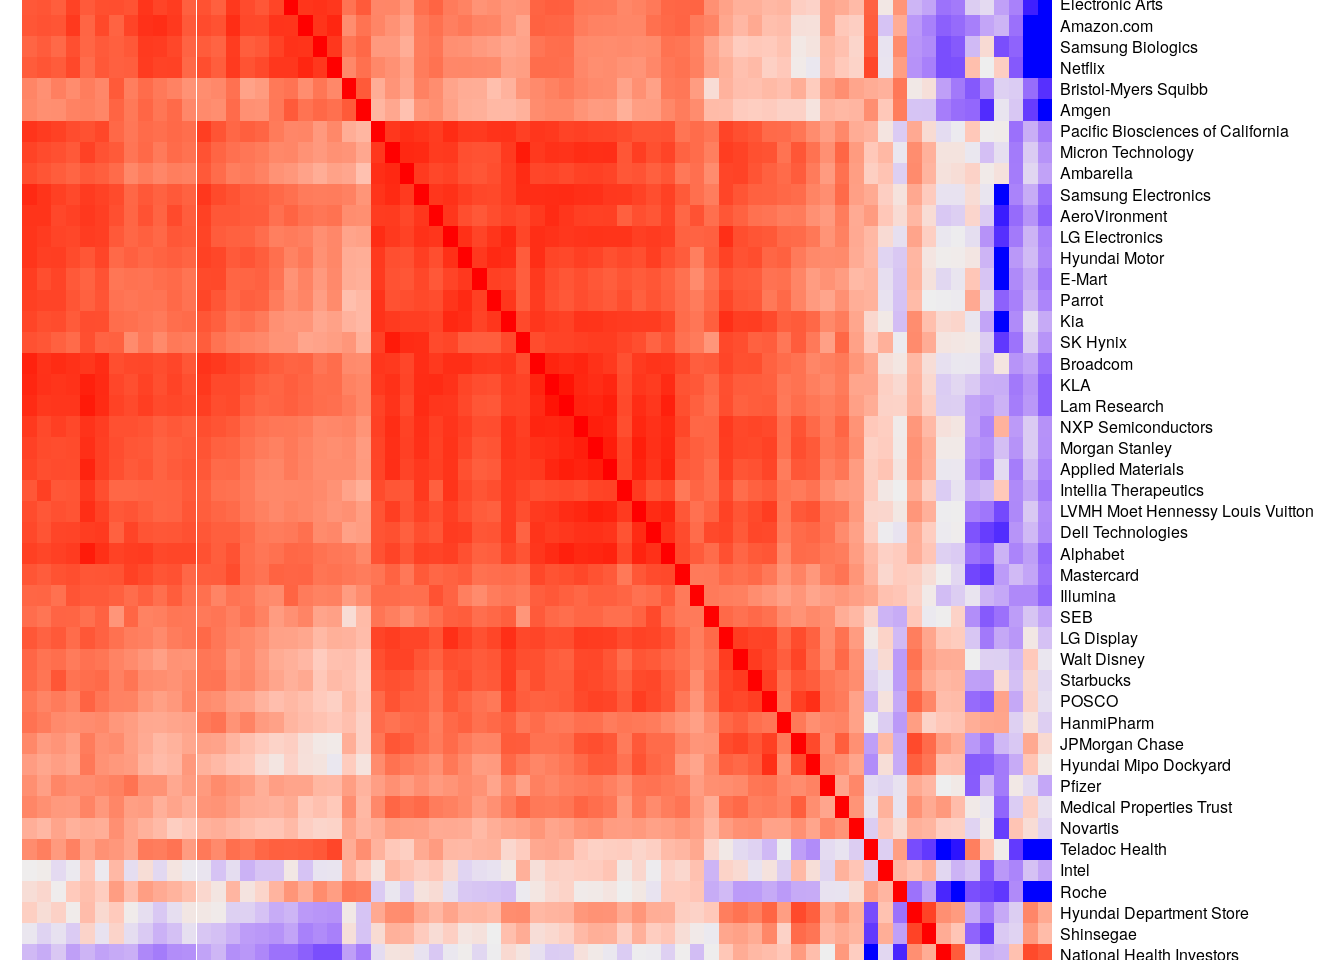 Electronic Arts
Amazon.com
Samsung Biologics
Netflix
Bristol-Myers Squibb
Amgen
Pacific Biosciences of California
Micron Technology
Ambarella
Samsung Electronics
AeroVironment
LG Electronics
Hyundai Motor
E-Mart
Parrot
Kia
SK Hynix
Broadcom
KLA
Lam Research
NXP Semiconductors
Morgan Stanley
Applied Materials
Intellia Therapeutics
LVMH Moet Hennessy Louis Vuitton
Dell Technologies
Alphabet
Mastercard
Illumina
SEB
LG Display
Walt Disney
Starbucks
POSCO
HanmiPharm
JPMorgan Chase
Hyundai Mipo Dockyard
Pfizer
Medical Properties Trust
Novartis
Teladoc Health
Intel
Roche
Hyundai Department Store
Shinsegae
National Health Investors